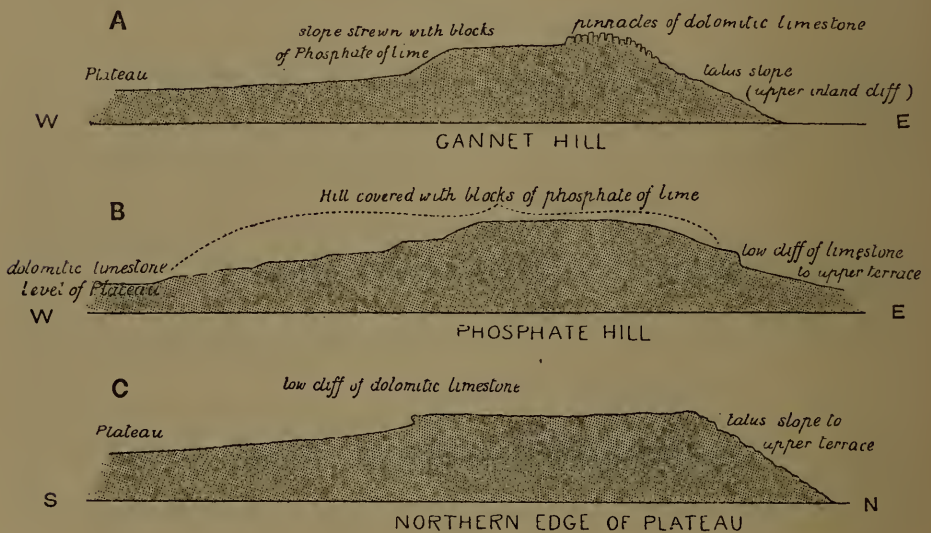 A
slope strewn with blocks
of Phosphate of lime
pinnacles of dolomitic limestone
Plateau
talus slope
(upper inland cliff)
W
E
GANNET HILL
B
Hill covered with blocks of phosphate of lime
dolomitic limestone
level of Plateau
low cliff of limestone
to upper terrace
W
E
PHOSPHATE HILL
C
low cliff of dolomitic limestone
Plateau
talus slope to
upper terrace
S
N
NORTHERN EDGE OF PLATEAU